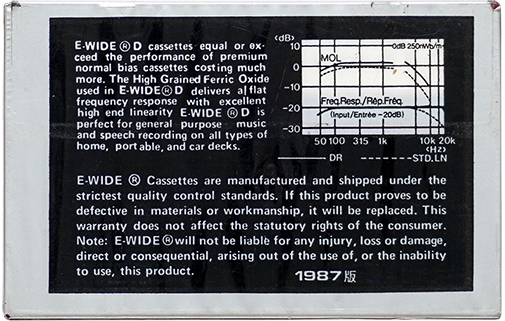 E-WIDE ® D cassettes equal or ex-
ceed the performance of premium
normal bias cassettes costing much
more. The High Grained Ferric Oxide
used in E-WIDE®D delivers a/flat
frequency response with excellent
high end linearity E-WIDE ®D is
perfect for general purpose music
and speech recording on all types of
home, port able, and car decks.
<dB>
10
0
-10
-20
-30
0dB 250nWb/m
MOL
Freq.Resp./Rép.Fréq.
(Input/Entrée -20dB)
50 100 315 1k 10k 20k
<Hz>
DR
STD.LN
E-WIDE ® Cassettes are manufactured and shipped under the
strictest quality control standards. If this product proves to be
defective in materials or workmanship, it will be replaced. This
warranty does not affect the statutory rights of the consumer.
Note: E-WIDE®will not be liable for any injury, loss or damage,
direct or consequential, arising out of the use of, or the inability
to use, this product.
1987版